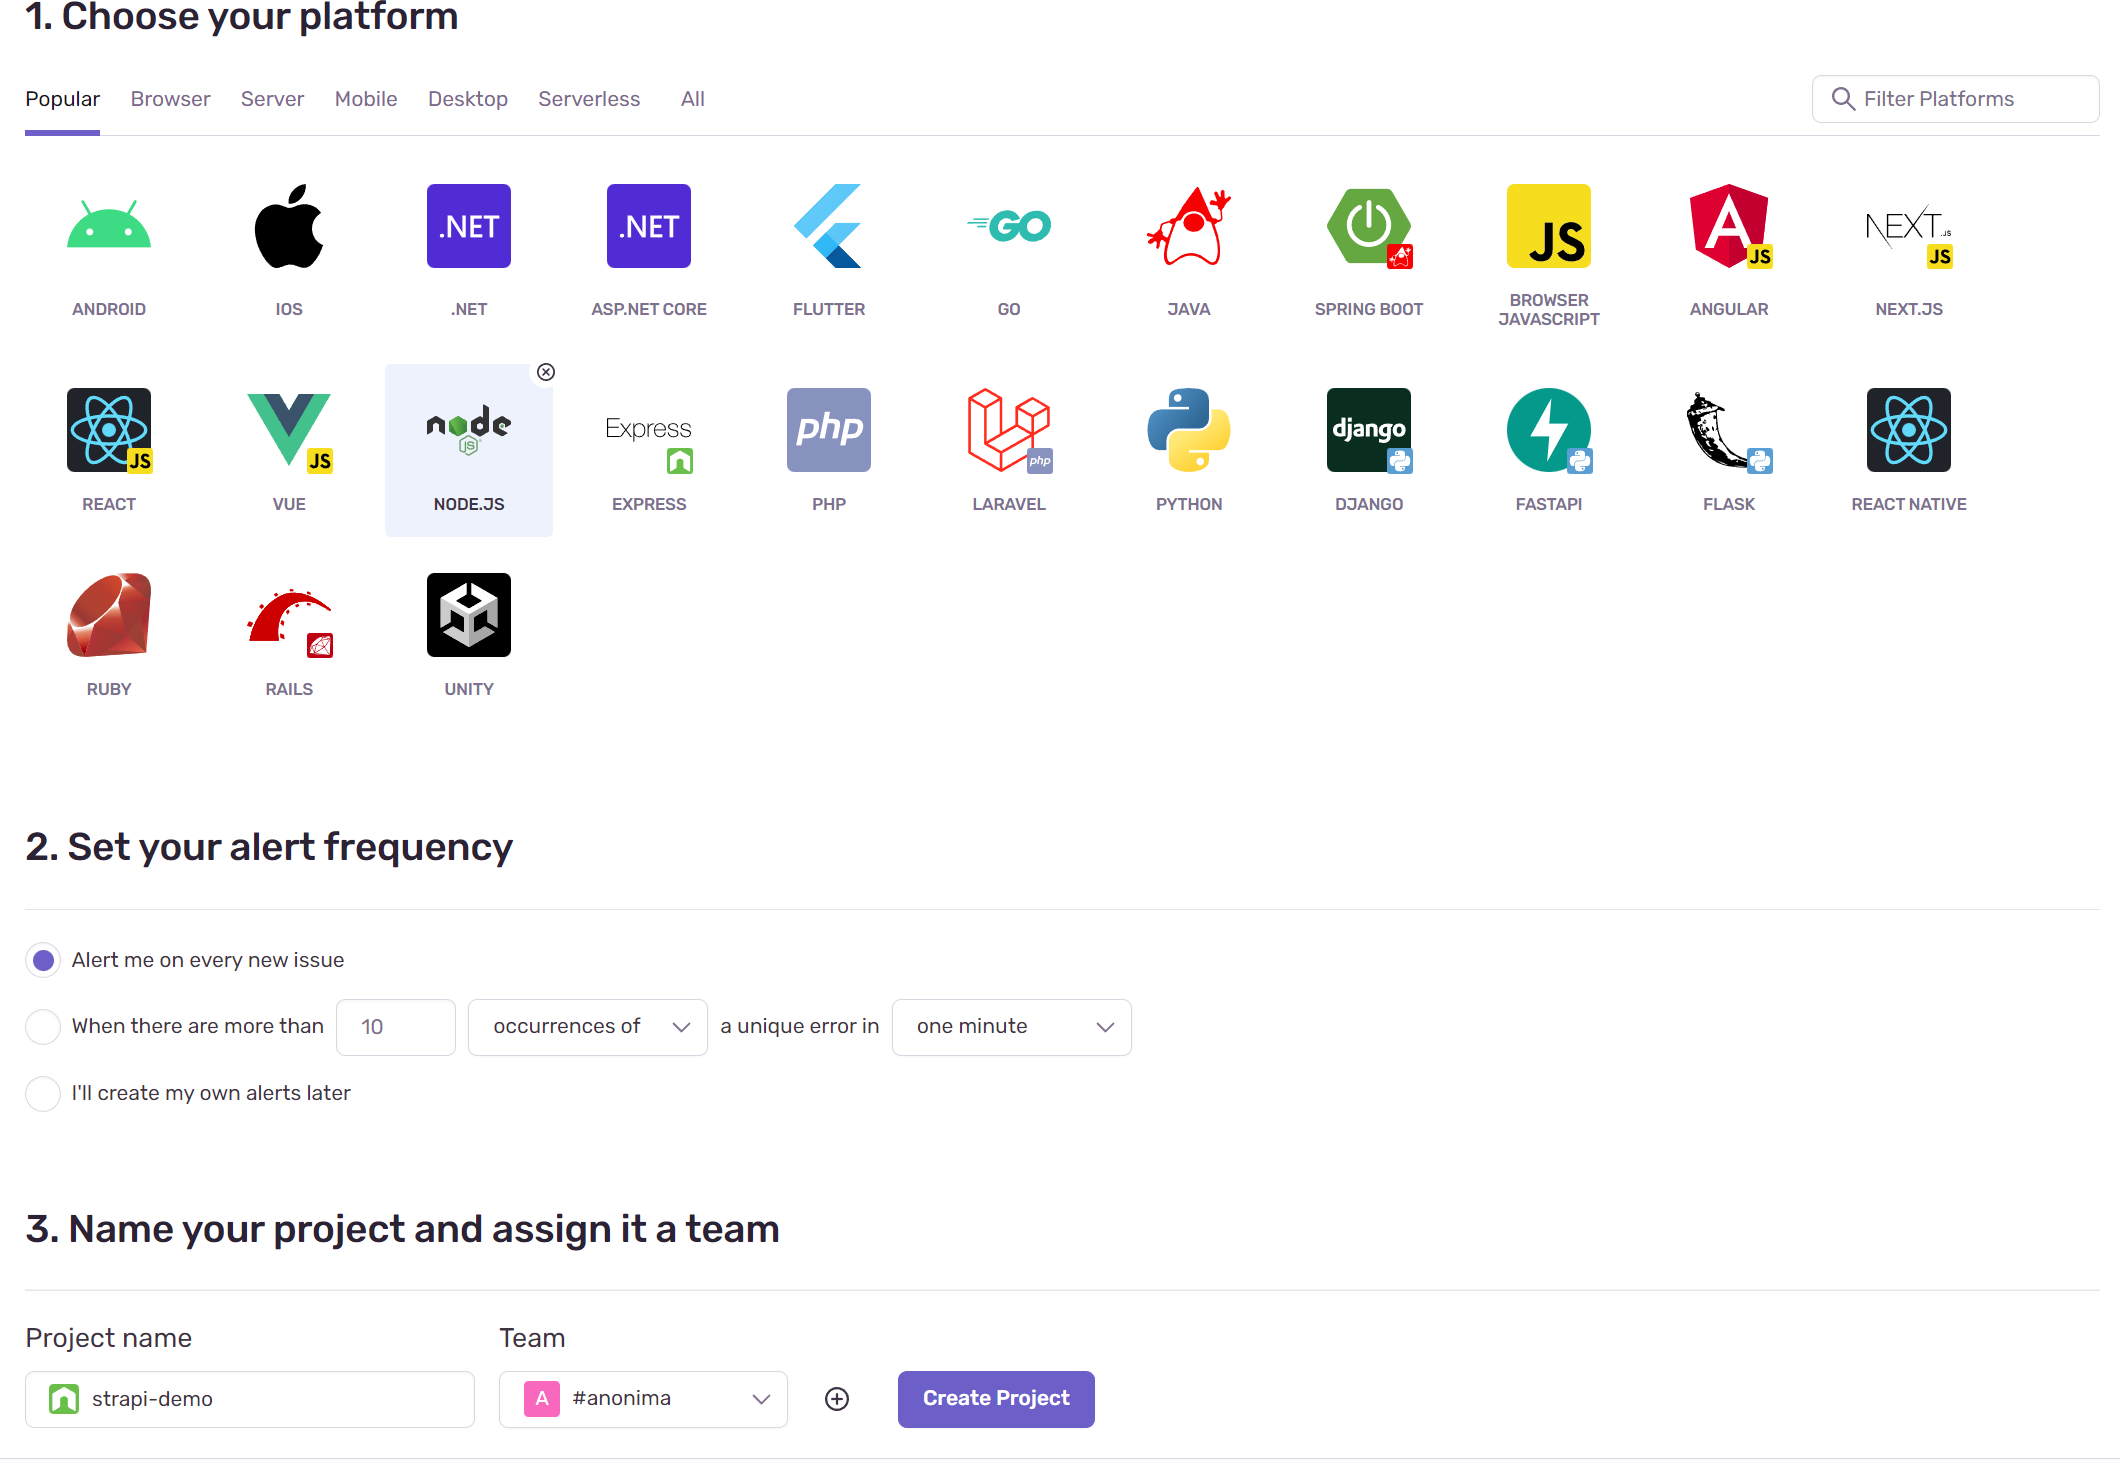 1. Choose your platform
Popular Browser Server Mobile Desktop Serverless All Filter Platforms
.NET .NET GO JS JS NEXT.JS JS
ANDROID IOS .NET ASP.NET CORE FLUTTER GO JAVA SPRING BOOT BROWSER JAVASCRIPT ANGULAR NEXT.JS
JS JS node JS Express php php django
REACT VUE NODE.JS EXPRESS PHP LARAVEL PYTHON DJANGO FASTAPI FLASK REACT NATIVE
RUBY RAILS UNITY
2. Set your alert frequency
Alert me on every new issue
When there are more than 10 occurrences of a unique error in one minute
I'll create my own alerts later
3. Name your project and assign it a team
Project name Team
strapi-demo A #anonima Create Project